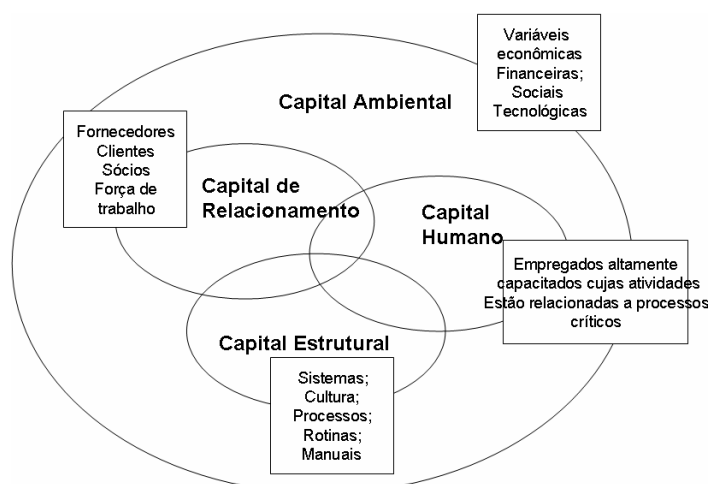 Variáveis
econômicas
Financeiras;
Sociais
Tecnológicas
Capital Ambiental
Fornecedores
Clientes
Sócios
Força de
trabalho
Capital de
Relacionamento
Capital
Humano
Empregados altamente
capacitados cujas atividades
Estão relacionadas a processos
críticos
Capital Estrutural
Sistemas;
Cultura;
Processos;
Rotinas;
Manuais